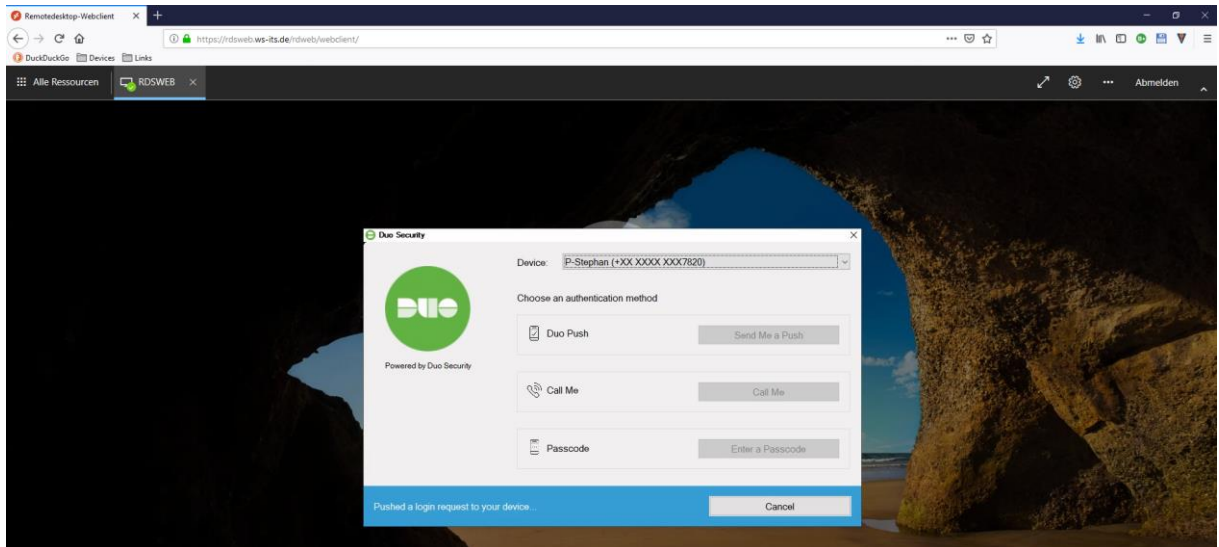 Remotedesktop-Webclient
https://rdsweb.ws-its.de/rdweb/webclient/
DuckDuckGo Devices Links
Alle Ressourcen RDSWEB Abmelden
Duo Security
Device: P-Stephan (+XX XXXX XXX7820)
Choose an authentication method
DUO
Duo Push Send Me a Push
Powered by Duo Security
Call Me Call Me
Passcode Enter a Passcode
Pushed a login request to your device... Cancel